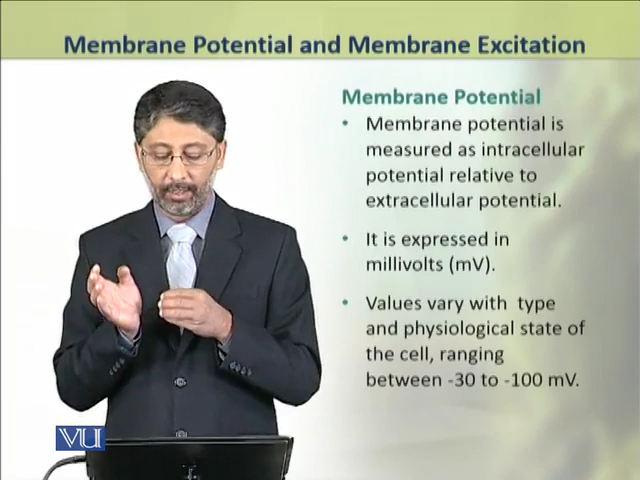 Membrane Potential and Membrane Excitation
Membrane Potential
• Membrane potential is
measured as intracellular
potential relative to
extracellular potential.
• It is expressed in
millivolts (mV).
• Values vary with type
and physiological state of
the cell, ranging
between -30 to -100 mV.
VU